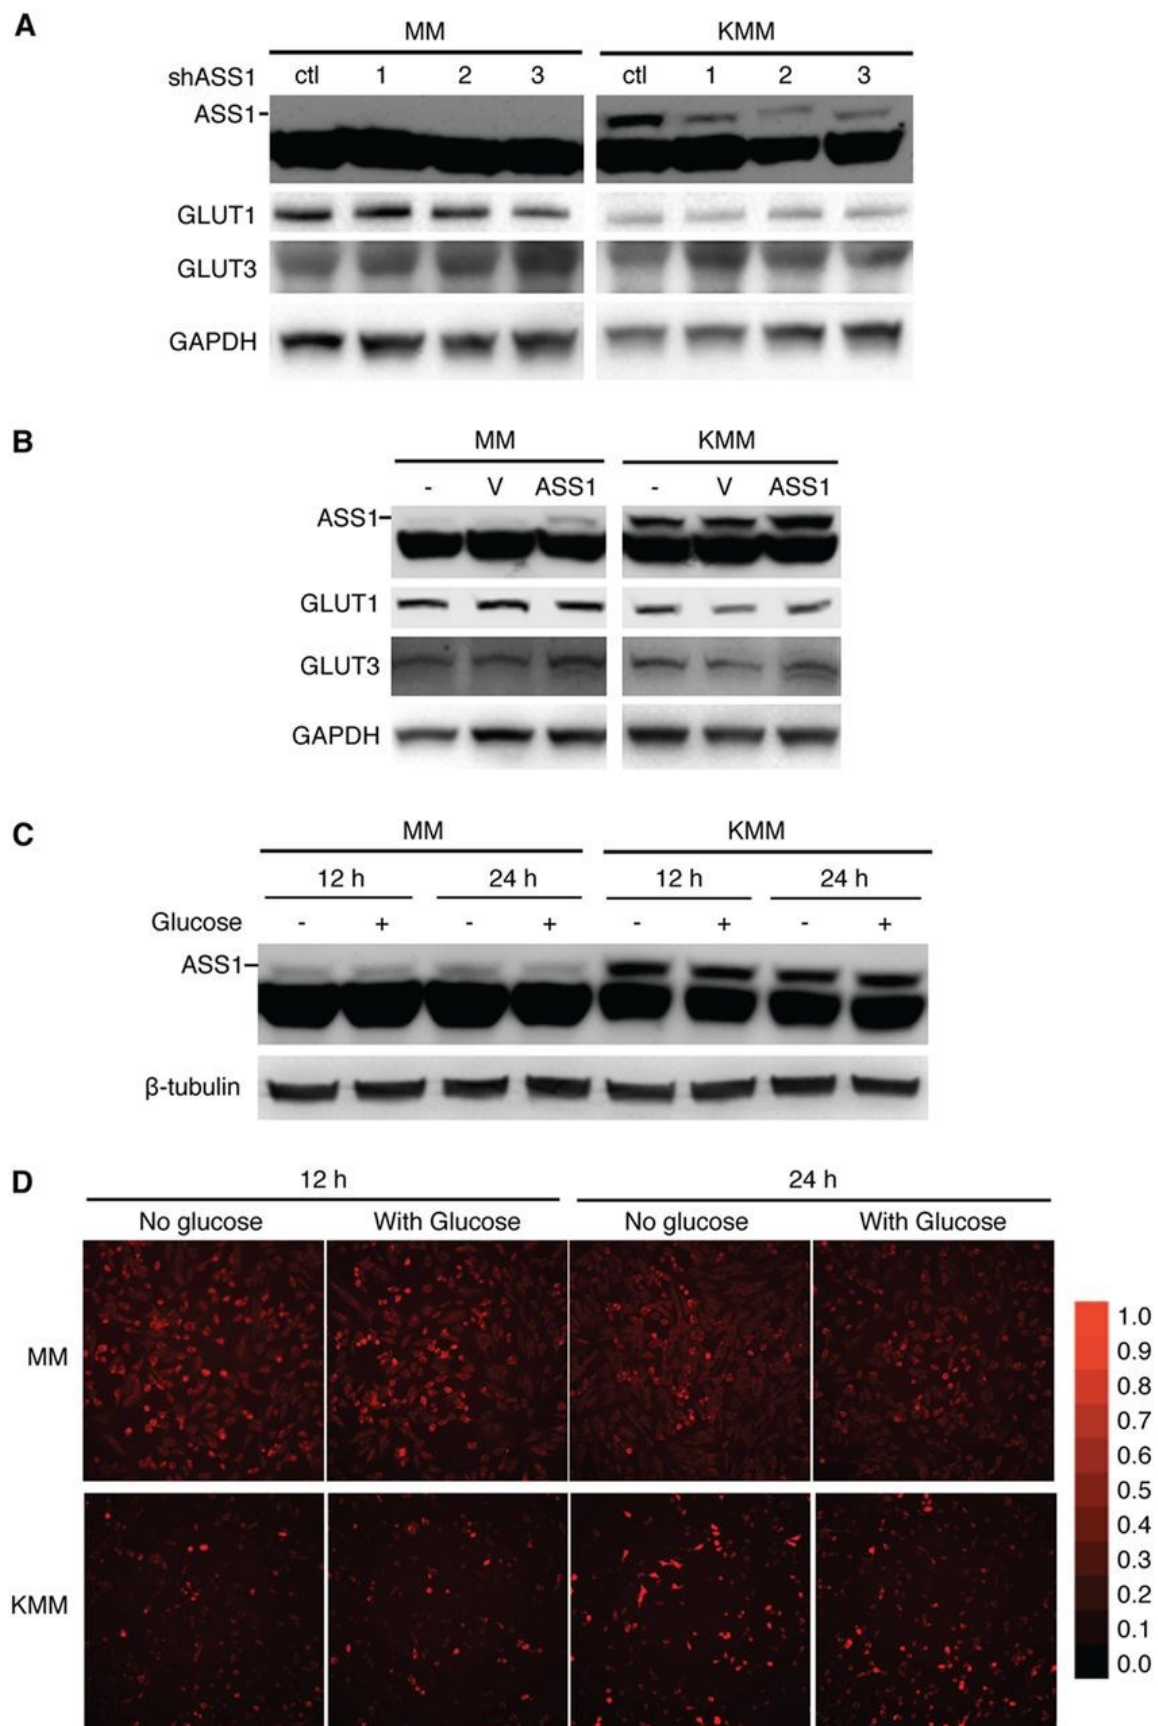 A
MM KMM
shASS1 ctl 1 2 3 ctl 1 2 3
ASS1
GLUT1
GLUT3
GAPDH
B
MM KMM
- V ASS1 - V ASS1
ASS1
GLUT1
GLUT3
GAPDH
C
MM KMM
12 h 24 h 12 h 24 h
Glucose - + - + - + - +
ASS1
β-tubulin
D
12 h 24 h
No glucose With Glucose No glucose With Glucose
MM
KMM
1.0
0.9
0.8
0.7
0.6
0.5
0.4
0.3
0.2
0.1
0.0